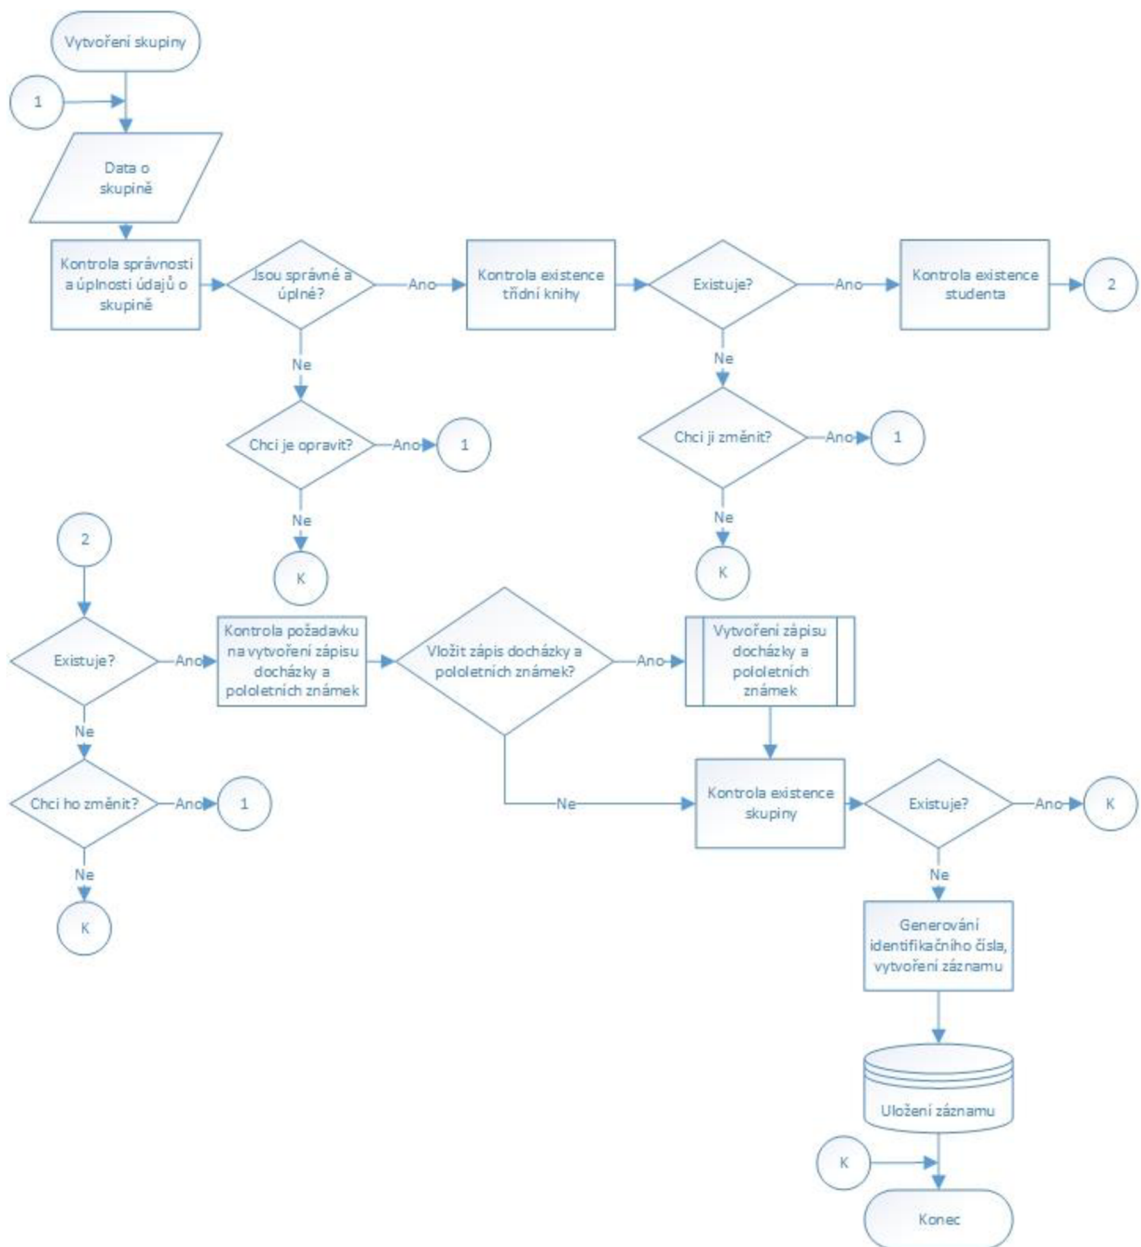 Vytvoření skupiny
1
Data o
skupině
Kontrola správnosti
a úplnosti údajů o
skupině
Jsou správné a
úplné?
Ano
Kontrola existence
třídní knihy
Existuje?
Ano
Kontrola existence
studenta
2
Ne
Ne
Chci je opravit?
Ano
1
Chci ji změnit?
Ano
1
Ne
K
Ne
K
2
Existuje?
Ano
Kontrola požadavku
na vytvoření zápisu
docházky a
pololetních známek
Vložit zápis docházky a
pololetních známek?
Ano
Vytvoření zápisu
docházky a
pololetních
známek
Ne
Chci ho změnit?
Ano
1
Ne
Kontrola existence
skupiny
Existuje?
Ano
K
Ne
K
Ne
Generování
identifikačního čísla,
vytvoření záznamu
Uložení záznamu
K
Konec